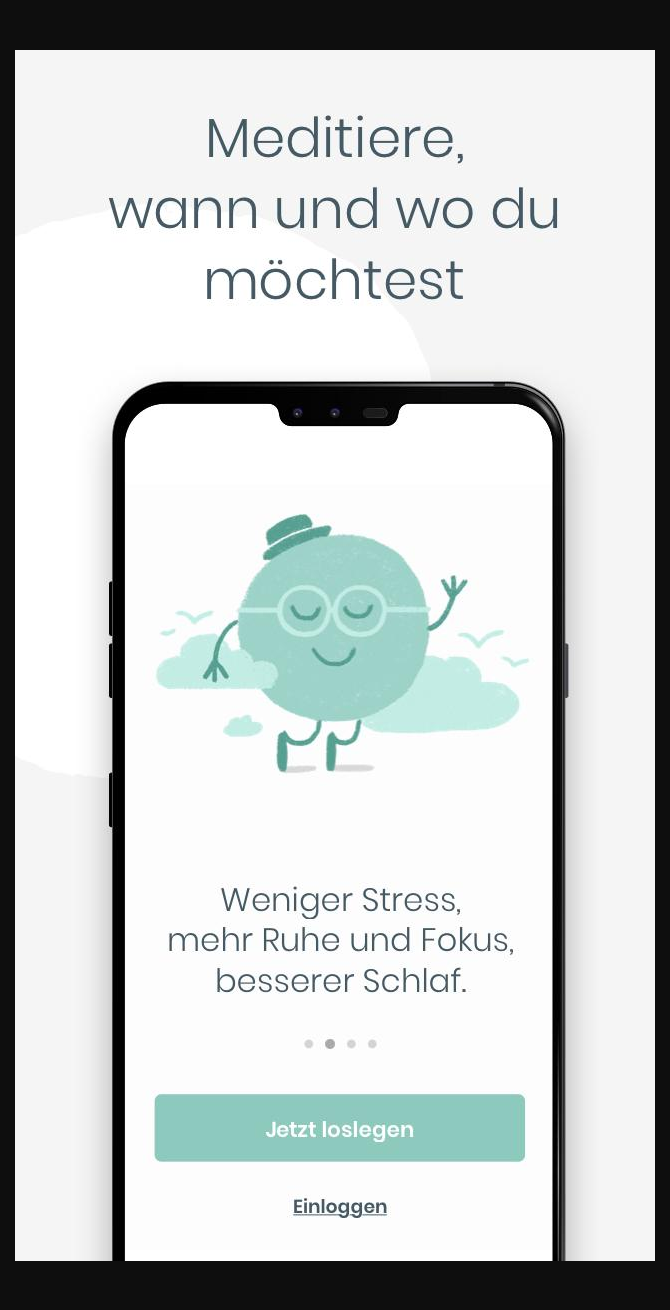 Meditiere,
wann und wo du
möchtest
Weniger Stress,
mehr Ruhe und Fokus,
besserer Schlaf.
Jetzt loslegen
Einloggen